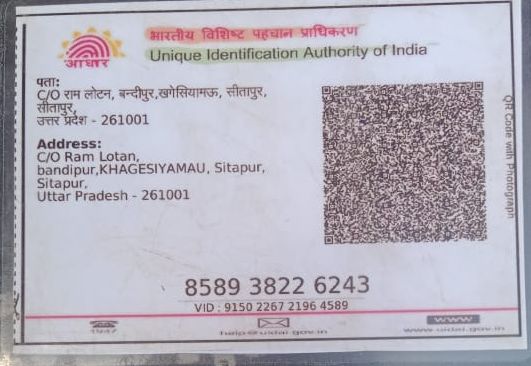 भारतीय विशिष्ट पहचान प्राधिकरण
Unique Identification Authority of India
आधार
पता:
C/O राम लोटन, बन्दीपुर,खगेसियामऊ, सीतापुर,
सीतापुर,
उत्तर प्रदेश - 261001
Address:
C/O Ram Lotan,
bandipur,KHAGESIYAMAU, Sitapur,
Sitapur,
Uttar Pradesh - 261001
QR Code with Photograph
8589 3822 6243
VID : 9150 2267 2196 4589
1947
help@uidai.gov.in
www
www.uidai.gov.in